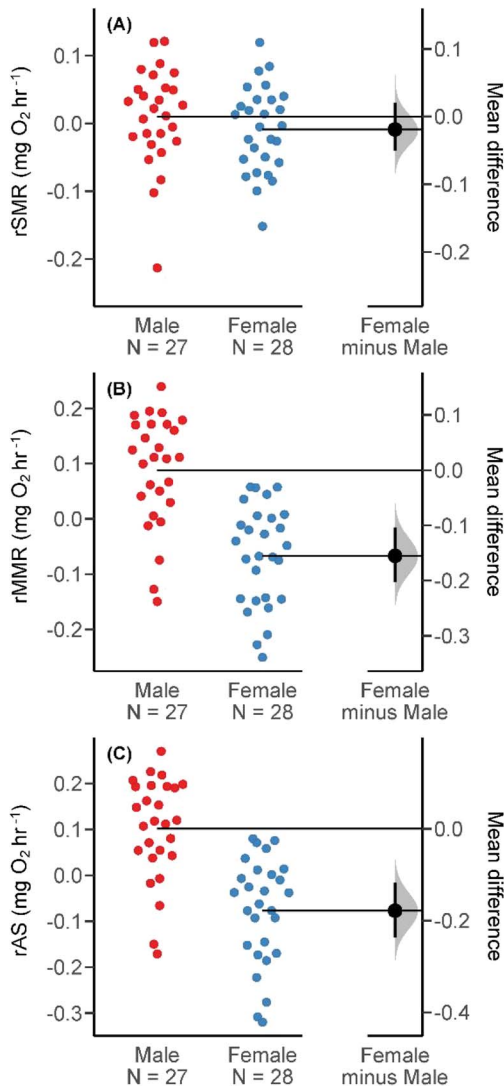 (A)
rSMR (mg O₂ hr⁻¹)
0.1
0.0
-0.1
-0.2
0.1
0.0
-0.1
-0.2
Mean difference
Male
N = 27
Female
N = 28
Female
minus Male
(B)
rMMR (mg O₂ hr⁻¹)
0.2
0.1
0.0
-0.1
-0.2
0.1
0.0
-0.1
-0.2
-0.3
Mean difference
Male
N = 27
Female
N = 28
Female
minus Male
(C)
rAS (mg O₂ hr⁻¹)
0.2
0.1
0.0
-0.1
-0.2
-0.3
0.0
-0.2
-0.4
Mean difference
Male
N = 27
Female
N = 28
Female
minus Male